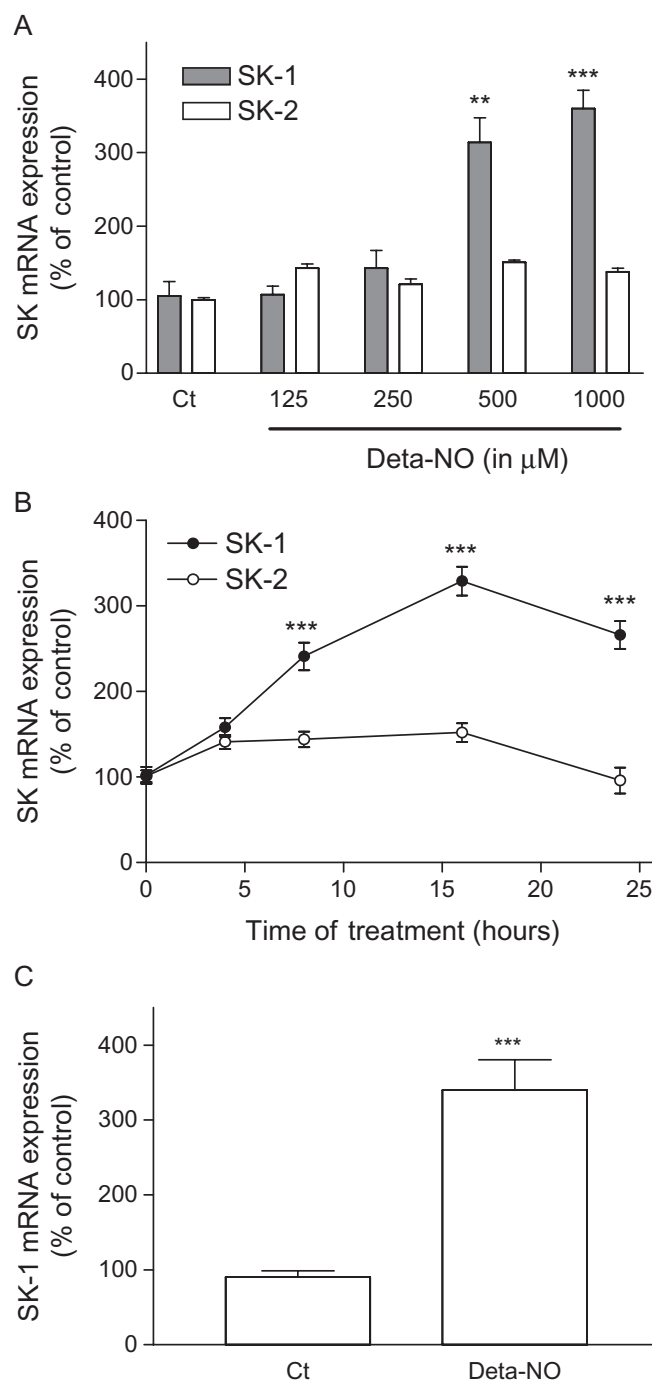 A
SK mRNA expression
(% of control)
400
300
200
100
0
SK-1
SK-2
**
***
Ct
125
250
500
1000
Deta-NO (in μM)
B
SK mRNA expression
(% of control)
400
300
200
100
0
SK-1
SK-2
***
***
***
0
5
10
15
20
25
Time of treatment (hours)
C
SK-1 mRNA expression
(% of control)
400
300
200
100
0
***
Ct
Deta-NO